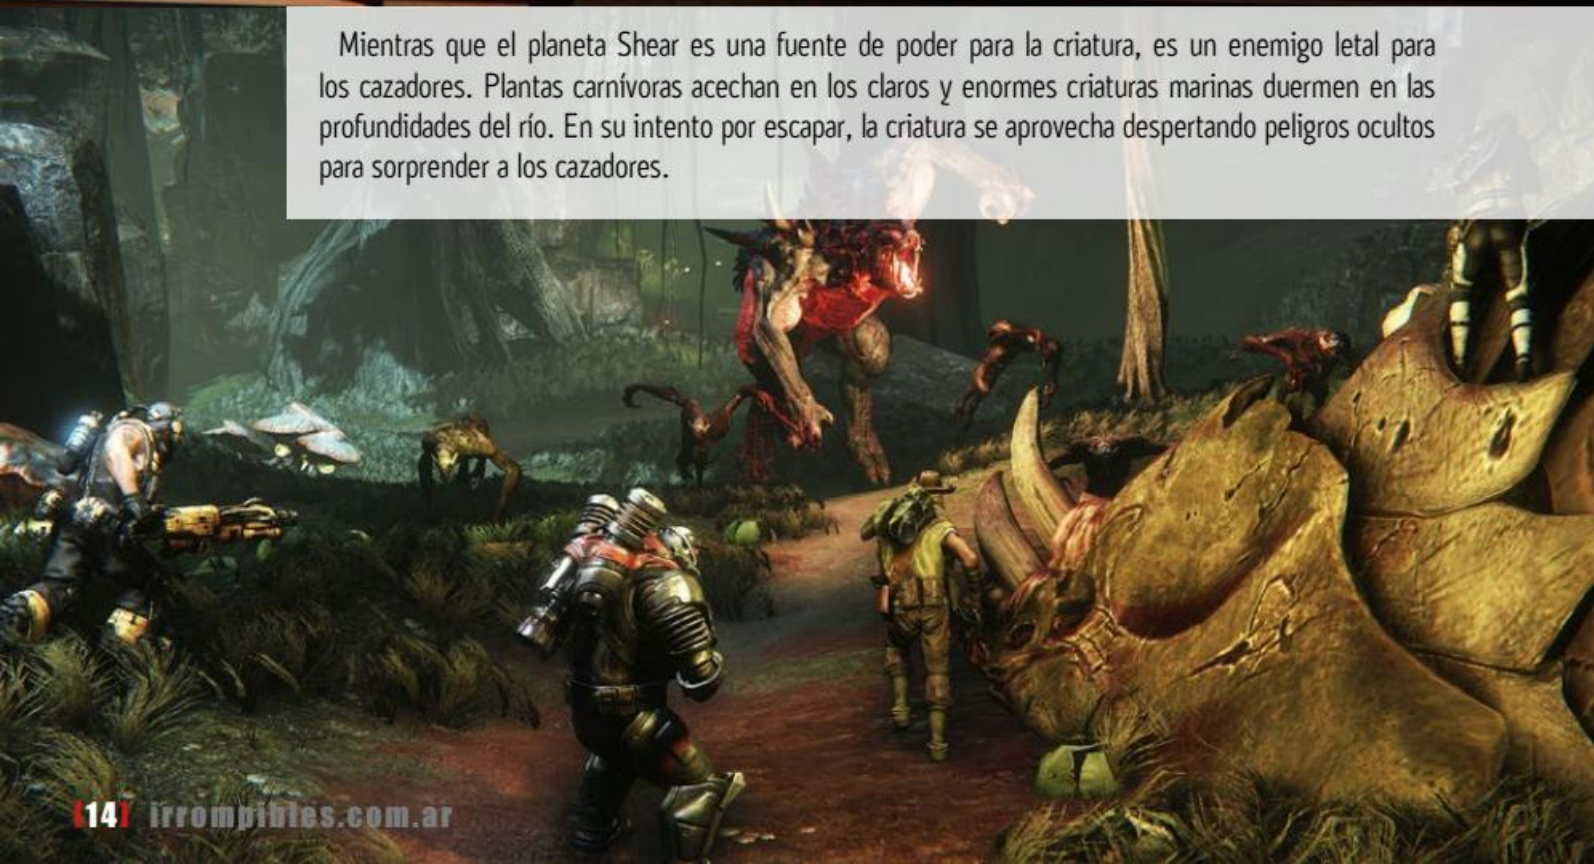 Mientras que el planeta Shear es una fuente de poder para la criatura, es un enemigo letal para
los cazadores. Plantas carnívoras acechan en los claros y enormes criaturas marinas duermen en las
profundidades del río. En su intento por escapar, la criatura se aprovecha despertando peligros ocultos
para sorprender a los cazadores.
[14] irrompibles.com.ar